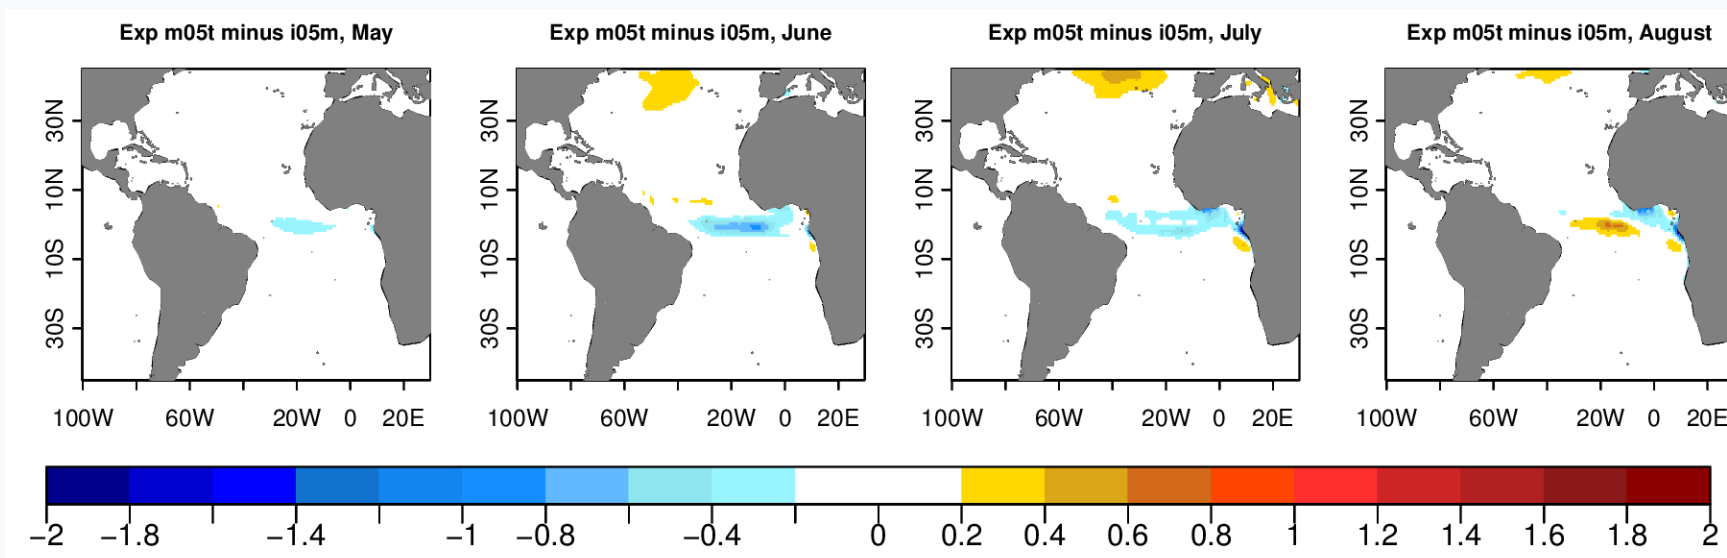 Exp m05t minus i05m, May
Exp m05t minus i05m, June
Exp m05t minus i05m, July
Exp m05t minus i05m, August
30N 10N 10S 30S
30N 10N 10S 30S
30N 10N 10S 30S
30N 10N 10S 30S
100W 60W 20W 0 20E
100W 60W 20W 0 20E
100W 60W 20W 0 20E
100W 60W 20W 0 20E
−2 −1.8 −1.4 −1 −0.8 −0.4 0 0.2 0.4 0.6 0.8 1 1.2 1.4 1.6 1.8 2